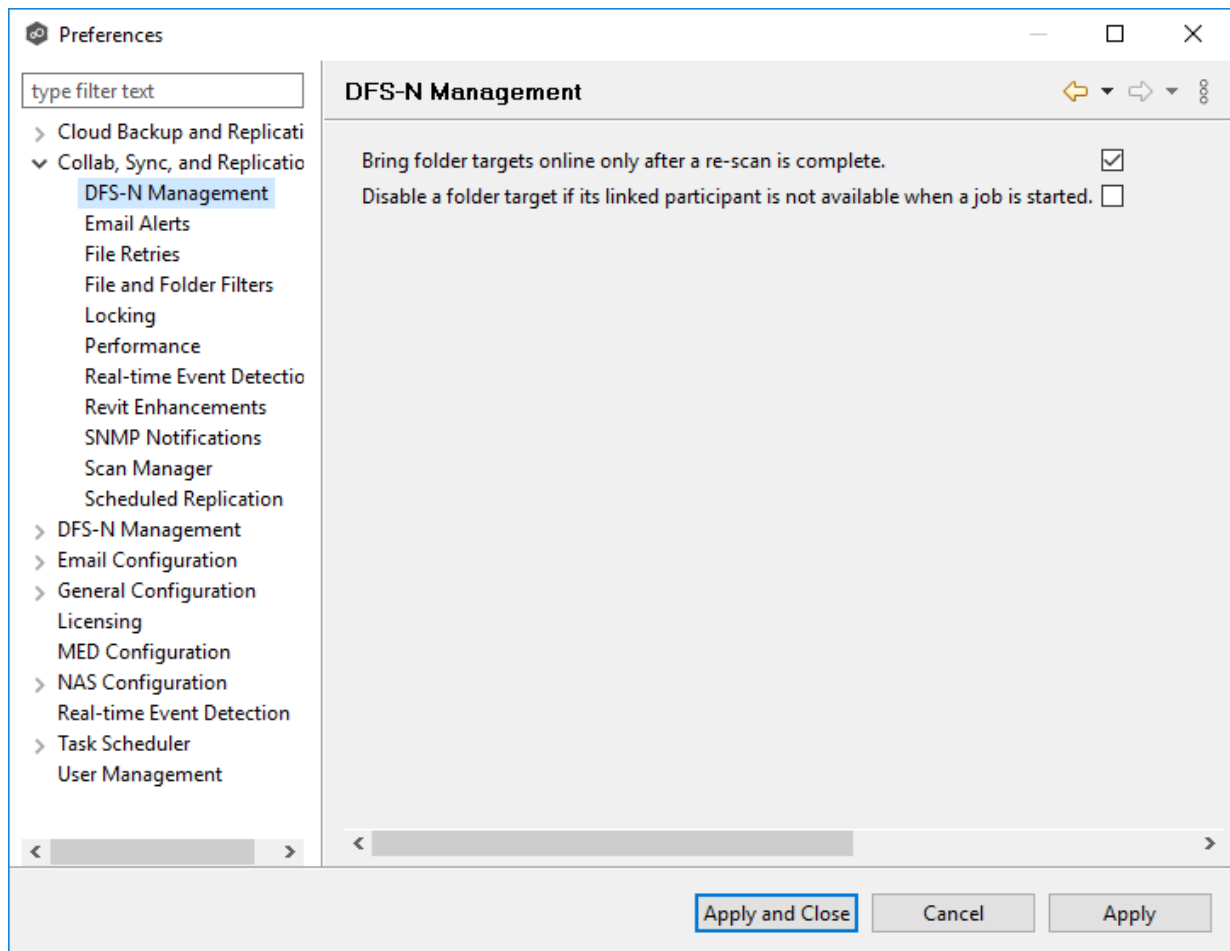 Preferences
type filter text
Cloud Backup and Replicati
Collab, Sync, and Replicatio
DFS-N Management
Email Alerts
File Retries
File and Folder Filters
Locking
Performance
Real-time Event Detectio
Revit Enhancements
SNMP Notifications
Scan Manager
Scheduled Replication
DFS-N Management
Email Configuration
General Configuration
Licensing
MED Configuration
NAS Configuration
Real-time Event Detection
Task Scheduler
User Management
DFS-N Management
Bring folder targets online only after a re-scan is complete.
Disable a folder target if its linked participant is not available when a job is started.
Apply and Close
Cancel
Apply